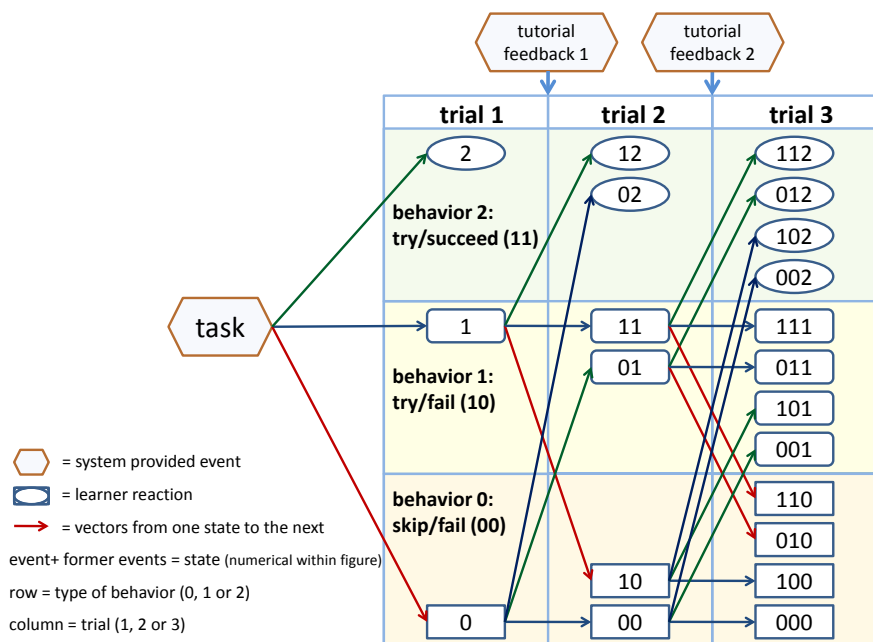 tutorial
feedback 1
tutorial
feedback 2
trial 1
trial 2
trial 3
2
12
112
02
012
behavior 2:
try/succeed (11)
102
002
task
1
11
111
01
011
behavior 1:
try/fail (10)
101
001
behavior 0:
skip/fail (00)
110
010
10
100
0
00
000
= system provided event
= learner reaction
= vectors from one state to the next
event+ former events = state (numerical within figure)
row = type of behavior (0, 1 or 2)
column = trial (1, 2 or 3)